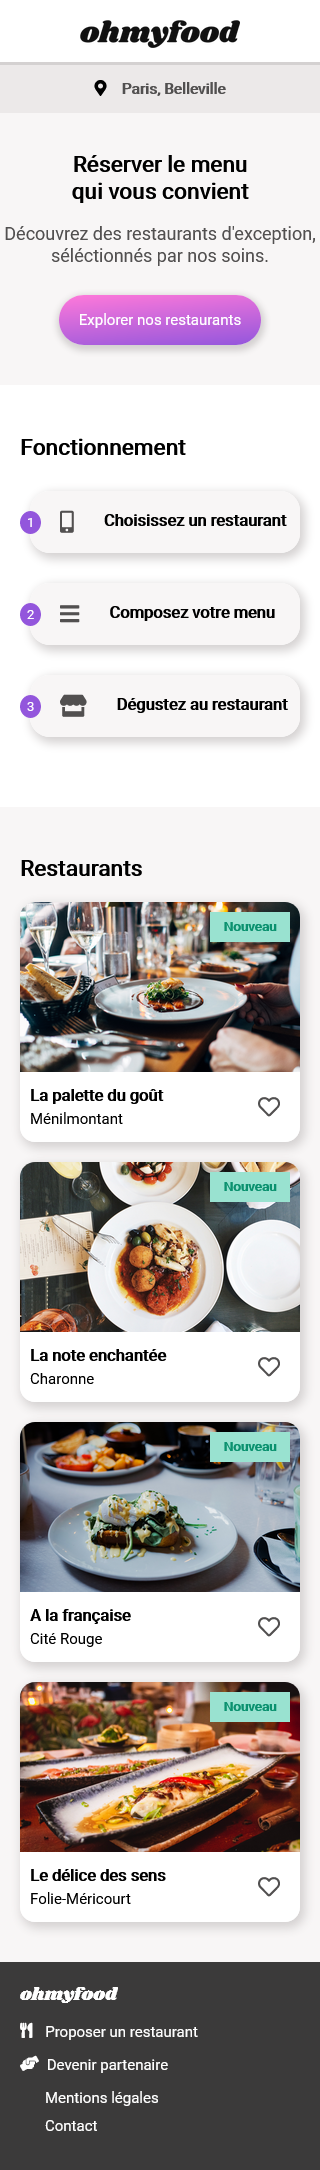 ohmyfood
Paris, Belleville
Réserver le menu
qui vous convient
Découvrez des restaurants d'exception,
séléctionnés par nos soins.
Explorer nos restaurants
Fonctionnement
1 Choisissez un restaurant
2 Composez votre menu
3 Dégustez au restaurant
Restaurants
Nouveau
La palette du goût
Ménilmontant
Nouveau
La note enchantée
Charonne
Nouveau
A la française
Cité Rouge
Nouveau
Le délice des sens
Folie-Méricourt
ohmyfood
Proposer un restaurant
Devenir partenaire
Mentions légales
Contact